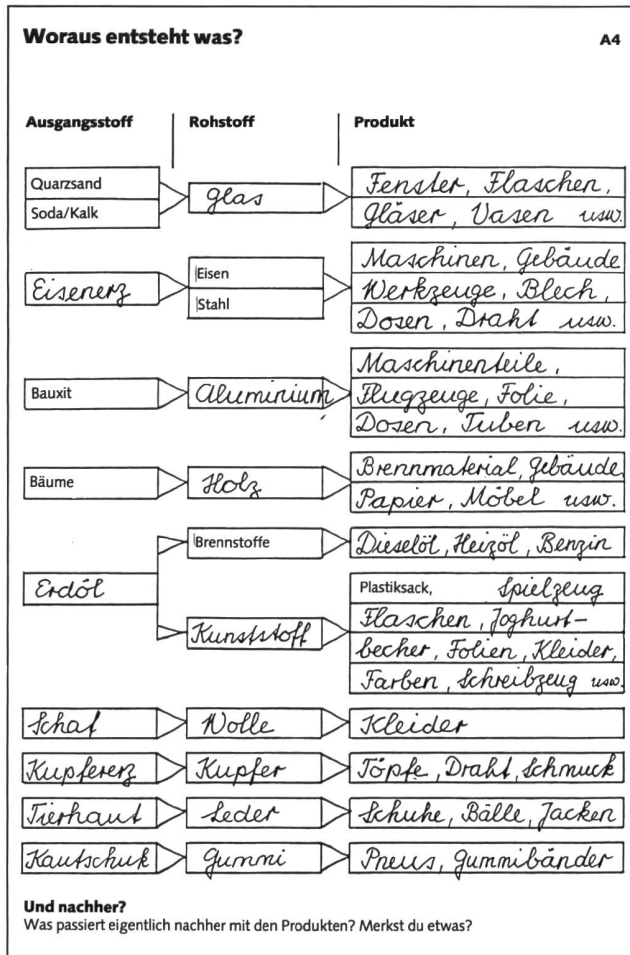 Woraus entsteht was?
A4
Ausgangsstoff
Rohstoff
Produkt
Quarzsand
Soda/Kalk
Glas
Fenster, Flaschen,
Gläser, Vasen usw.
Eisenerz
Eisen
Stahl
Maschinen, Gebäude
Werkzeuge, Blech,
Dosen, Draht usw.
Bauxit
Aluminium
Maschinenteile,
Flugzeuge, Folie,
Dosen, Tuben usw.
Bäume
Holz
Brennmaterial, Gebäude
Papier, Möbel usw.
Erdöl
Brennstoffe
Dieselöl, Heizöl, Benzin
Kunststoff
Plastiksack, Spielzeug
Flaschen, Joghurt-
becher, Folien, Kleider,
Farben, Schreibzeug usw.
Schaf
Wolle
Kleider
Kupfererz
Kupfer
Töpfe, Draht, Schmuck
Tierhaut
Leder
Schuhe, Bälle, Jacken
Kautschuk
Gummi
Pneus, Gummibänder
Und nachher?
Was passiert eigentlich nachher mit den Produkten? Merkst du etwas?